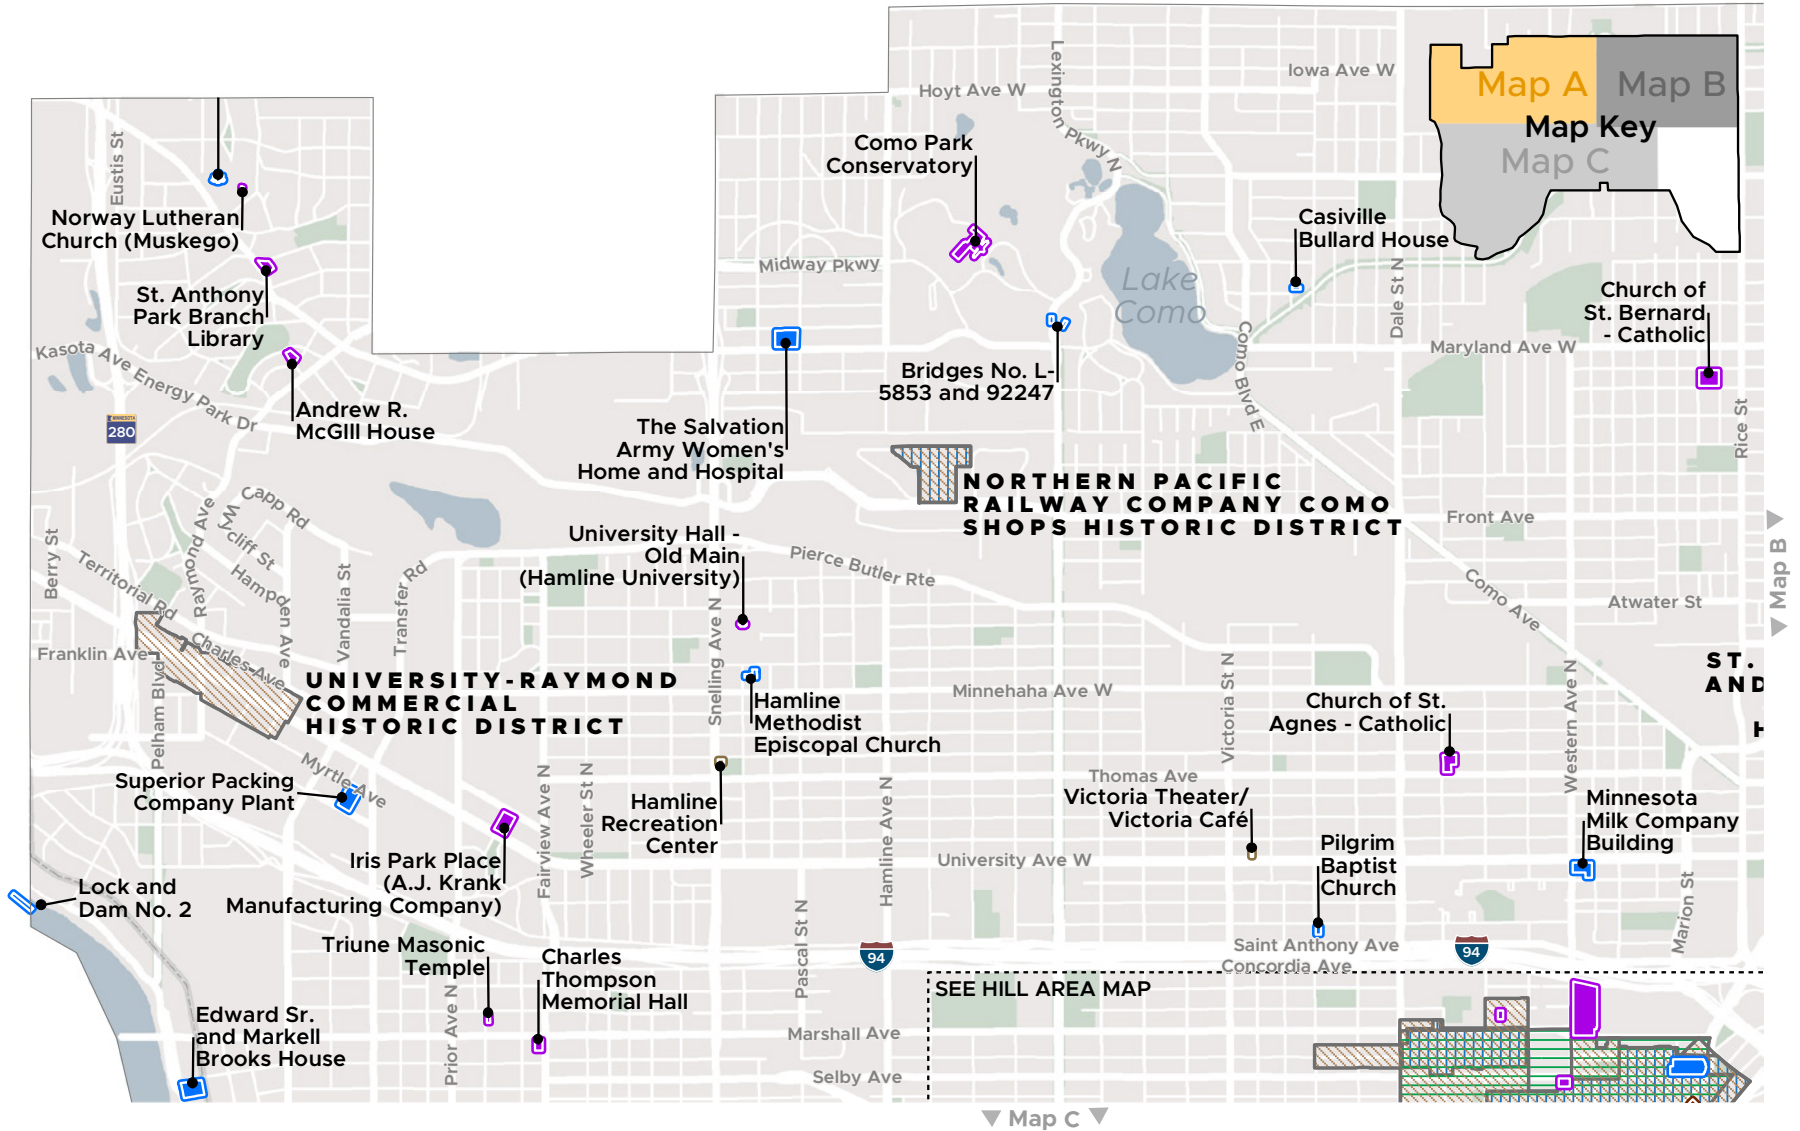 Iowa Ave W
Hoyt Ave W
Lexington Pkwy N
Map A
Map B
Map Key
Map C
Eustis St
Como Park
Conservatory
Norway Lutheran
Church (Muskego)
Casiville
Bullard House
Midway Pkwy
Lake
Como
Dale St N
St. Anthony
Park Branch
Library
Church of
St. Bernard
- Catholic
Kasota Ave
Energy Park Dr
Maryland Ave W
Como Blvd E
Bridges No. L-
5853 and 92247
MINNESOTA
280
Andrew R.
McGIll House
The Salvation
Army Women's
Home and Hospital
Rice St
NORTHERN PACIFIC
RAILWAY COMPANY COMO
SHOPS HISTORIC DISTRICT
Capp Rd
Wycliff St
Raymond Ave
Hampden Ave
Berry St
Territorial Rd
Vandalia St
Transfer Rd
University Hall -
Old Main
(Hamline University)
Front Ave
Pierce Butler Rte
Como Ave
Atwater St
Map B
Franklin Ave
Charles Ave
Pelham Blvd
Snelling Ave N
UNIVERSITY-RAYMOND
COMMERCIAL
HISTORIC DISTRICT
Minnehaha Ave W
Victoria St N
Western Ave N
ST.
AND
H
Hamline
Methodist
Episcopal Church
Church of St.
Agnes - Catholic
Myrtle Ave
Superior Packing
Company Plant
Fairview Ave N
Wheeler St N
Hamline
Recreation
Center
Hamline Ave N
Thomas Ave
Victoria Theater/
Victoria Café
Minnesota
Milk Company
Building
Pilgrim
Baptist
Church
University Ave W
Iris Park Place
(A.J. Krank
Manufacturing Company)
Lock and
Dam No. 2
Pascal St N
Marion St
Triune Masonic
Temple
Charles
Thompson
Memorial Hall
94
94
Saint Anthony Ave
Concordia Ave
SEE HILL AREA MAP
Prior Ave N
Edward Sr.
and Markell
Brooks House
Marshall Ave
Selby Ave
Map C